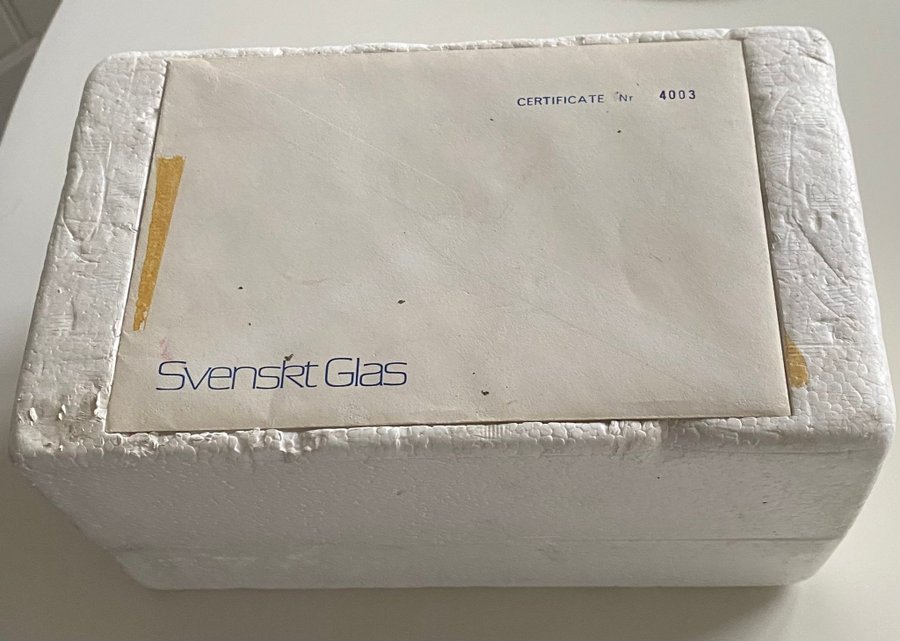 CERTIFICATE Nr 4003
Svenskt Glas